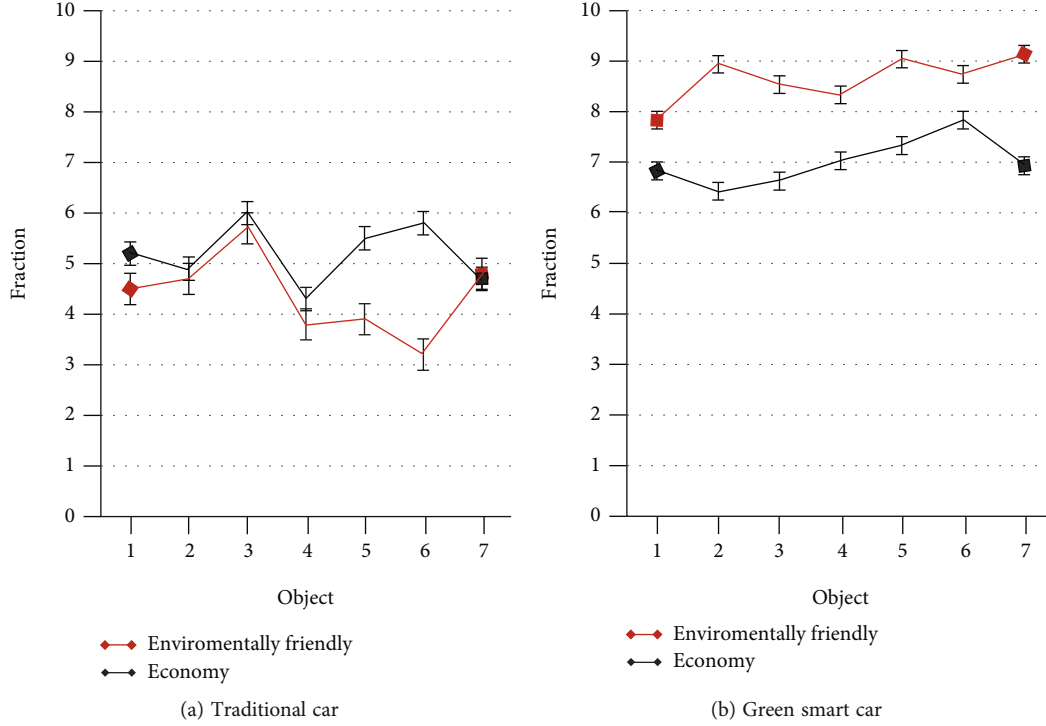 10
9
8
7
6
5
4
3
2
1
0
Fraction
1 2 3 4 5 6 7
Object
Enviromentally friendly
Economy
(a) Traditional car
10
9
8
7
6
5
4
3
2
1
0
Fraction
1 2 3 4 5 6 7
Object
Enviromentally friendly
Economy
(b) Green smart car